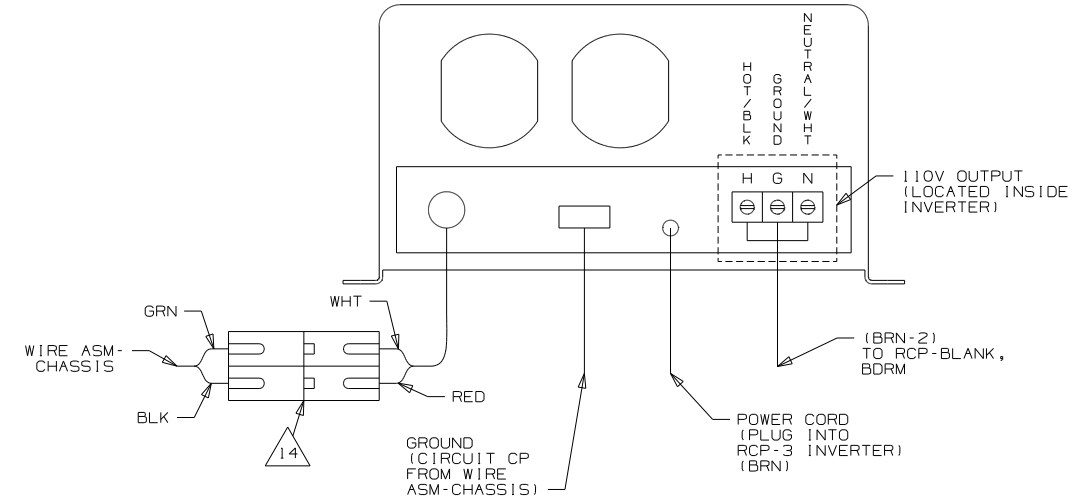 HOT/BLK
GROUND
NEUTRAL/WHT
H G N
110V OUTPUT
(LOCATED INSIDE
INVERTER)
GRN
WHT
WIRE ASM-
CHASSIS
BLK
RED
14
(BRN-2)
TO RCP-BLANK,
BDRM
GROUND
(CIRCUIT CP
FROM WIRE
ASM-CHASSIS)
POWER CORD
(PLUG INTO
RCP-3 INVERTER)
(BRN)